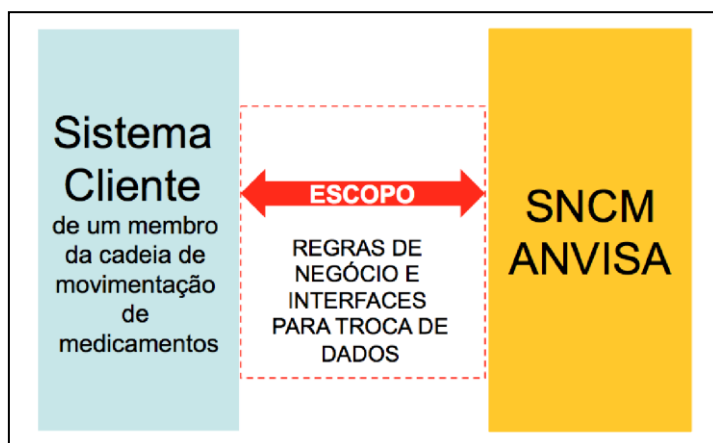 Sistema
Cliente
de um membro
da cadeia de
movimentação
de
medicamentos
ESCOPO
REGRAS DE
NEGÓCIO E
INTERFACES
PARA TROCA DE
DADOS
SNCM
ANVISA